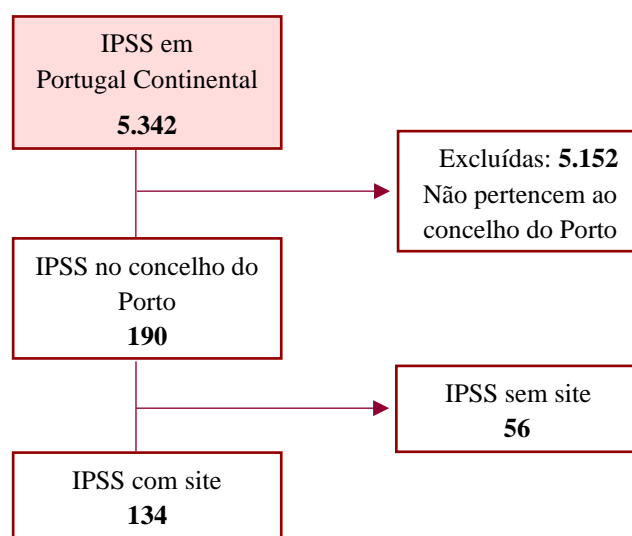 IPSS em
Portugal Continental
5.342
Excluídas: 5.152
Não pertencem ao
concelho do Porto
IPSS no concelho do
Porto
190
IPSS sem site
56
IPSS com site
134